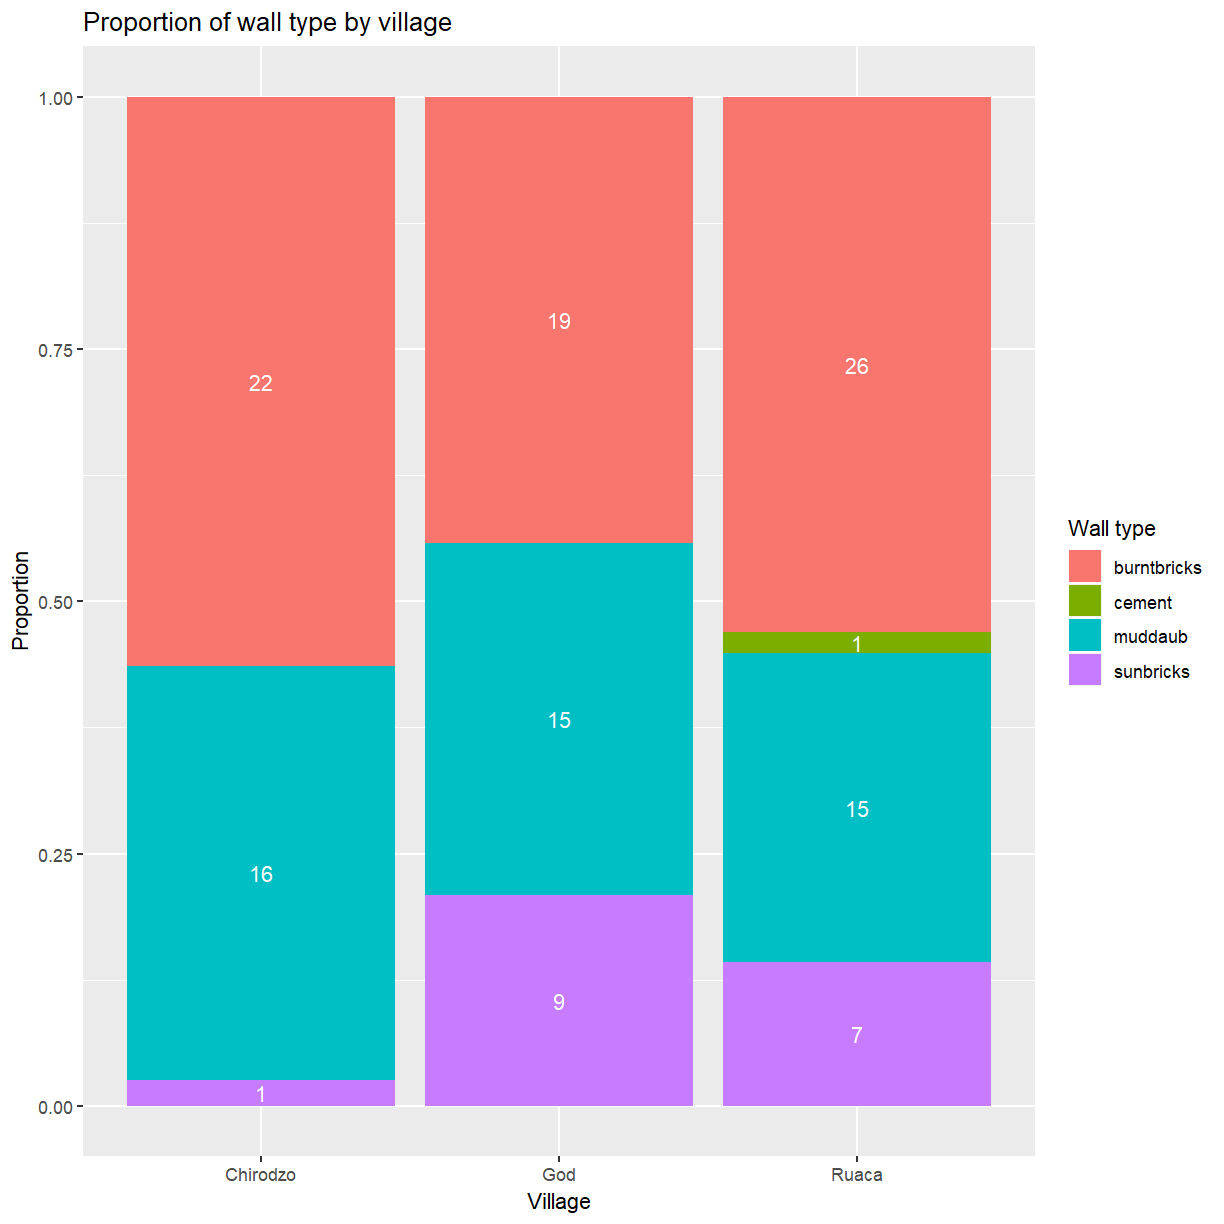 Proportion of wall type by village
1.00
0.75
0.50
0.25
0.00
Proportion
22
16
1
19
15
9
26
1
15
7
Chirodzo
God
Ruaca
Village
Wall type
burntbricks
cement
muddaub
sunbricks